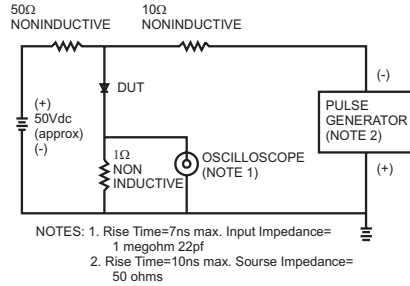 50Ω
NONINDUCTIVE
10Ω
NONINDUCTIVE
(+)
50Vdc
(approx)
(-)
DUT
1Ω
NON
INDUCTIVE
OSCILLOSCOPE
(NOTE 1)
(-)
PULSE
GENERATOR
(NOTE 2)
(+)
NOTES: 1. Rise Time=7ns max. Input Impedance=
1 megohm 22pf
2. Rise Time=10ns max. Sourse Impedance=
50 ohms